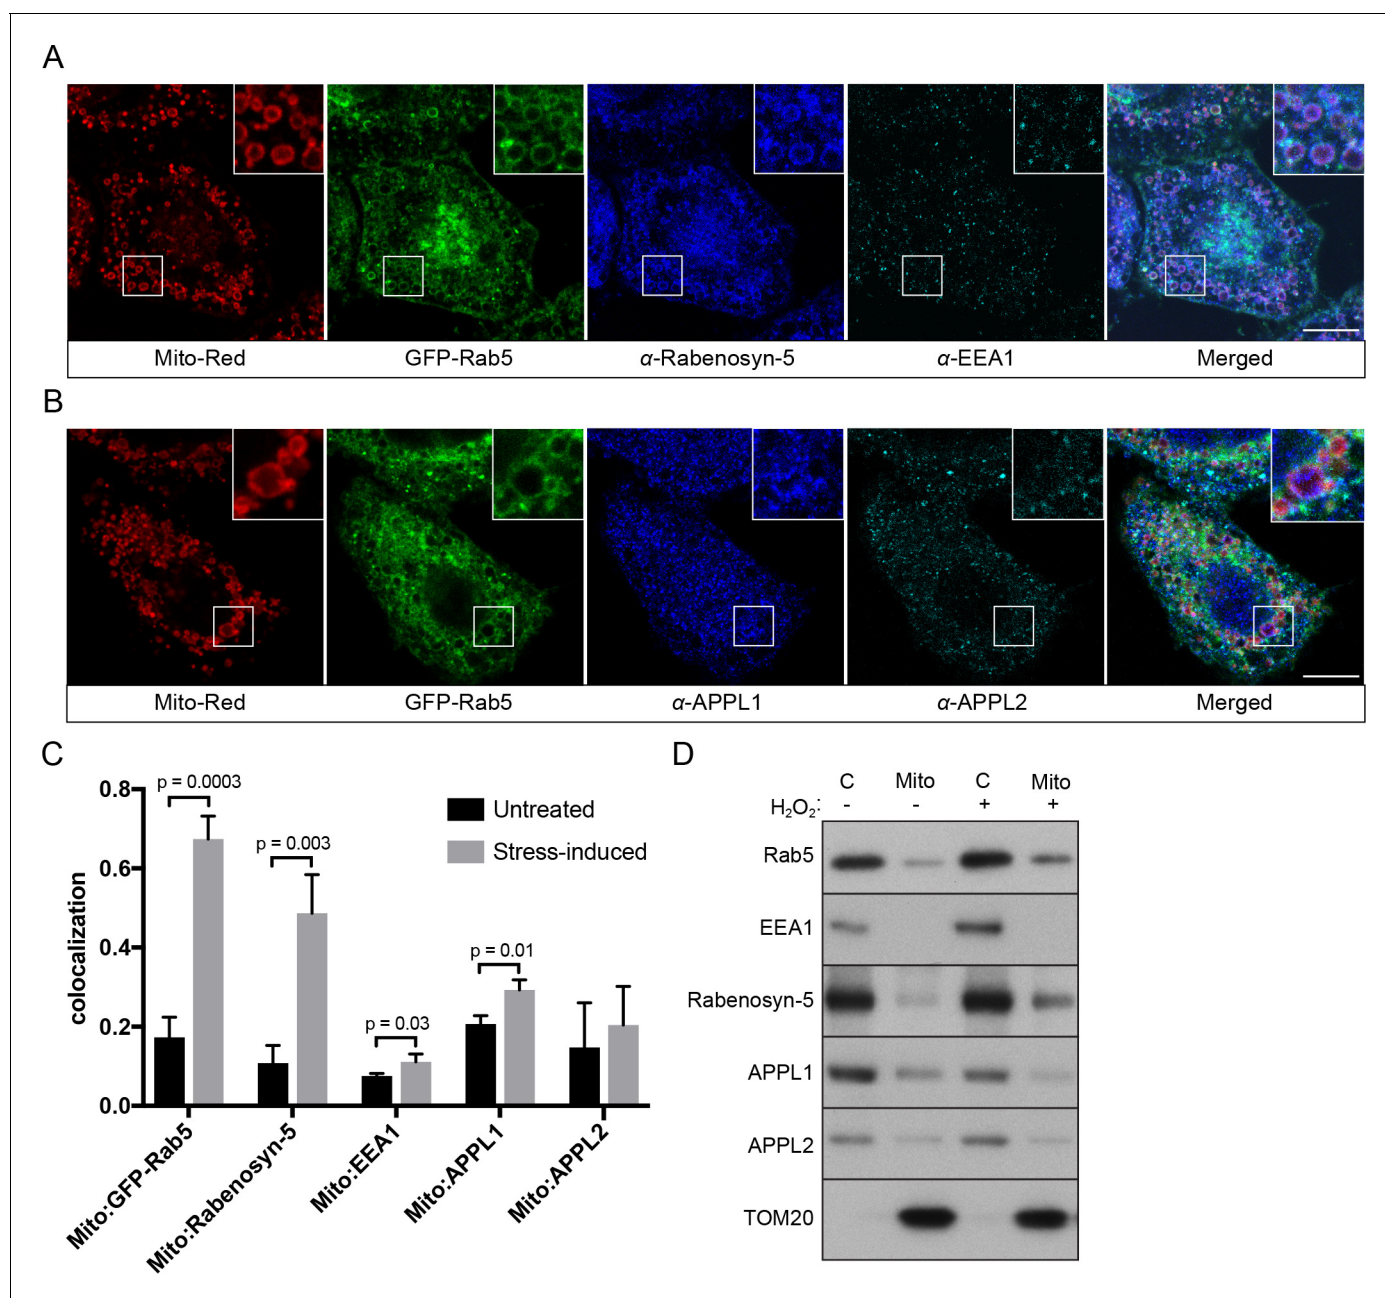 A
Mito-Red GFP-Rab5 α-Rabenosyn-5 α-EEA1 Merged
B
Mito-Red GFP-Rab5 α-APPL1 α-APPL2 Merged
C
colocalization
0.8
0.6
0.4
0.2
0.0
p = 0.0003
p = 0.003
p = 0.03
p = 0.01
Untreated
Stress-induced
Mito:GFP-Rab5
Mito:Rabenosyn-5
Mito:EEA1
Mito:APPL1
Mito:APPL2
D
C Mito C Mito
H₂O₂: - - + +
Rab5
EEA1
Rabenosyn-5
APPL1
APPL2
TOM20